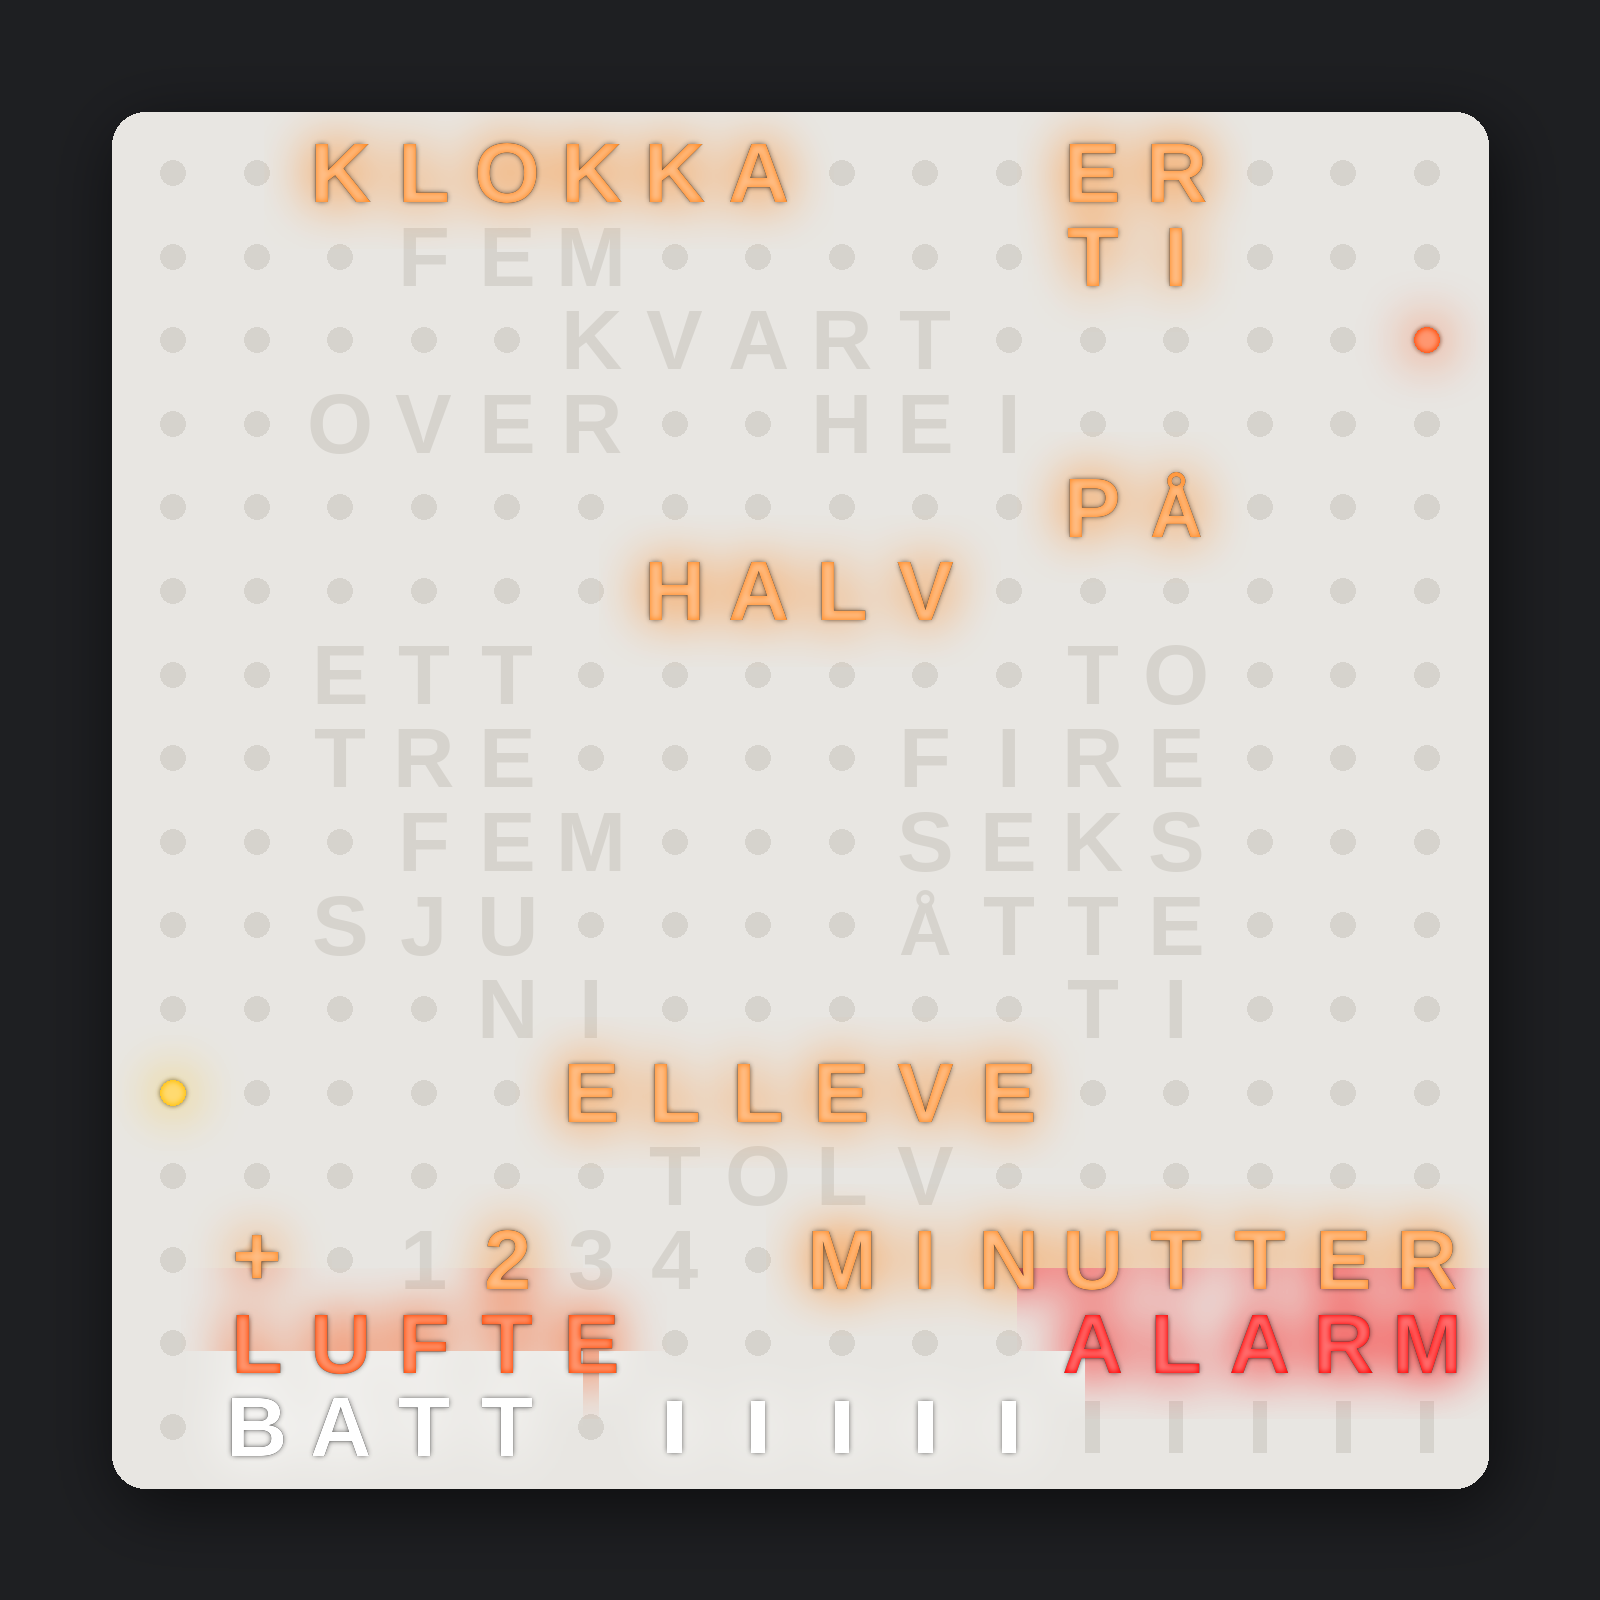 KLOKKA ER
FEM TI
KVART
OVER HEI
PÅ
HALV
ETT TO
TRE FIRE
FEM SEKS
SJU ÅTTE
NI TI
ELLEVE
TOLV
+ 1 2 3 4 MINUTTER
LUFTE ALARM
BATT I I I I I I I I I I